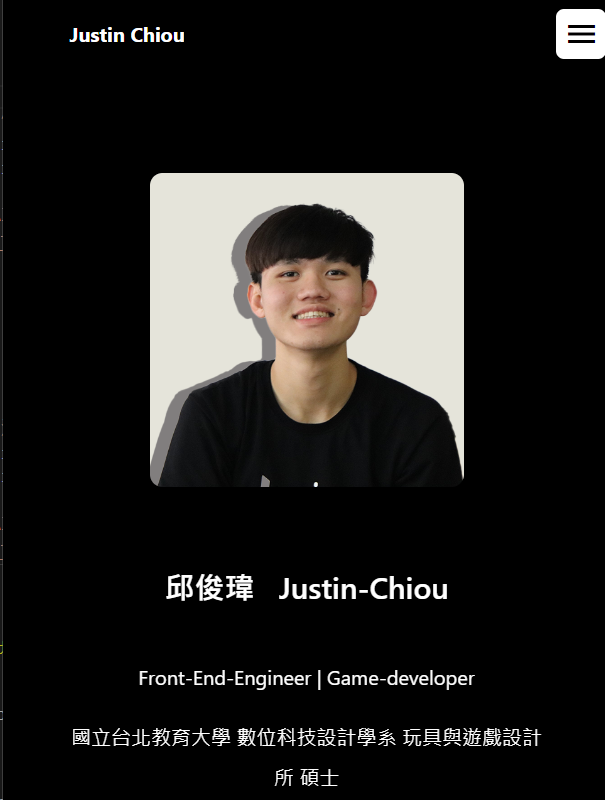 Justin Chiou
邱俊瑋 Justin-Chiou
Front-End-Engineer | Game-developer
國立台北教育大學 數位科技設計學系 玩具與遊戲設計
所 碩士